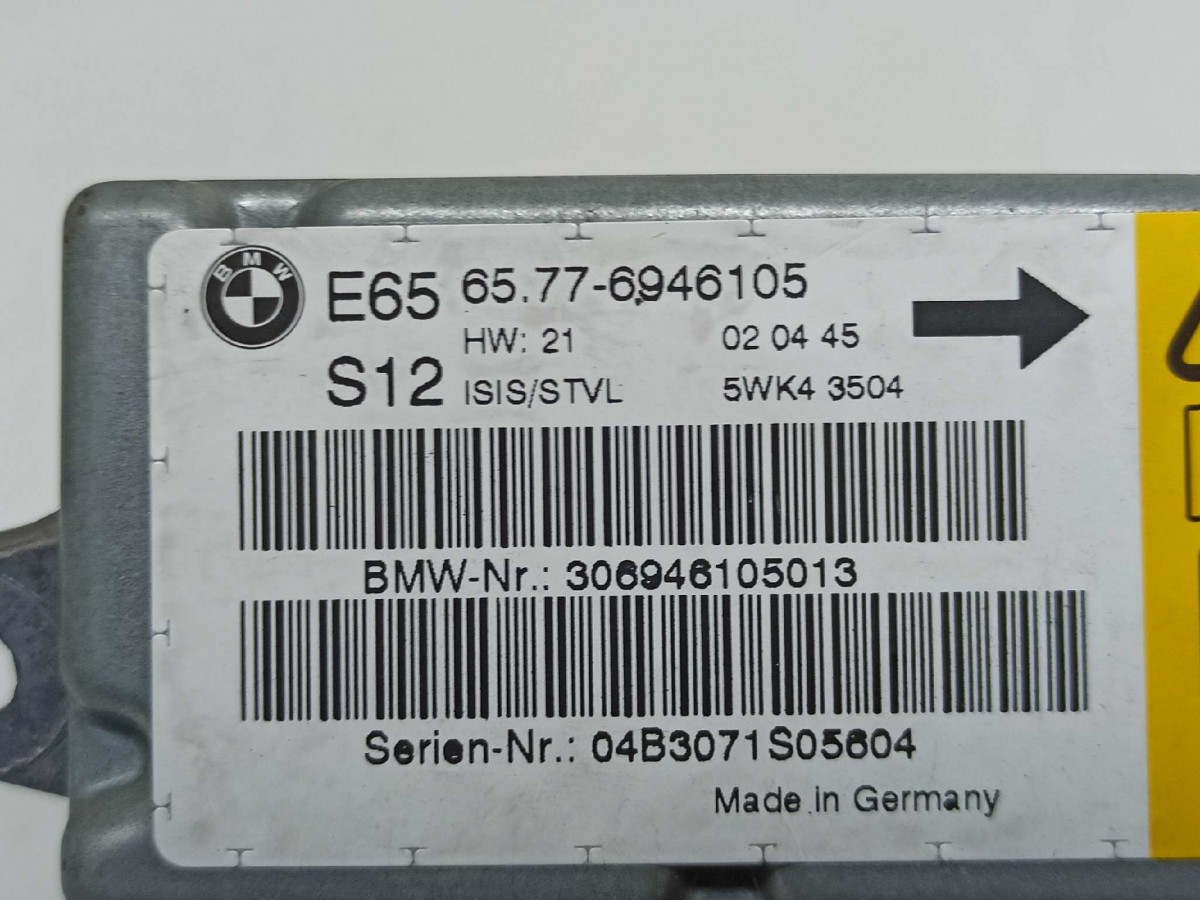 BMW
E65 65.77-6946105
HW: 21 02 04 45
S12 ISIS/STVL 5WK4 3504
BMW-Nr.: 306946105013
Serien-Nr.: 04B3071S05604
Made in Germany